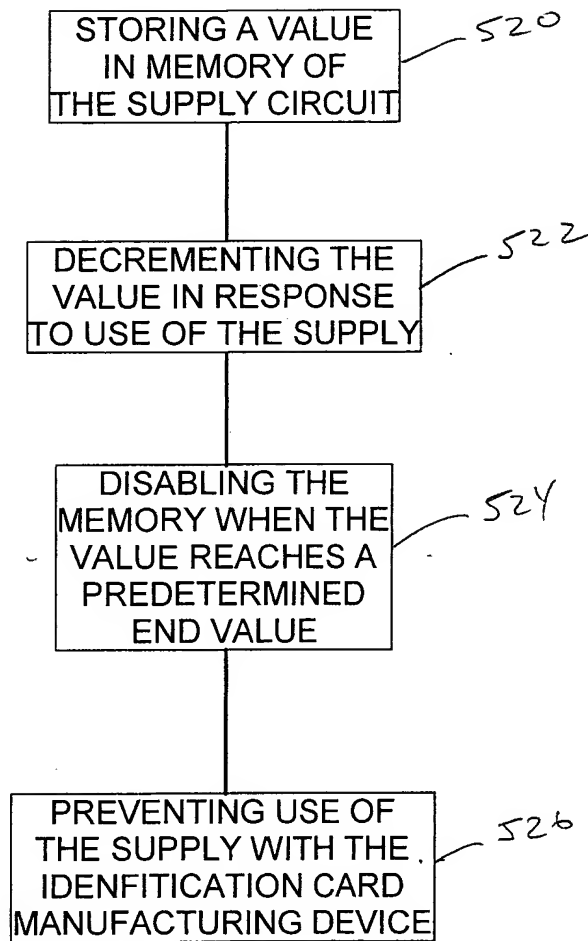 STORING A VALUE
IN MEMORY OF
THE SUPPLY CIRCUIT
520
DECREMENTING THE
VALUE IN RESPONSE
TO USE OF THE SUPPLY
522
DISABLING THE
MEMORY WHEN THE
VALUE REACHES A
PREDETERMINED
END VALUE
524
PREVENTING USE OF
THE SUPPLY WITH THE
IDENFITICATION CARD
MANUFACTURING DEVICE
526